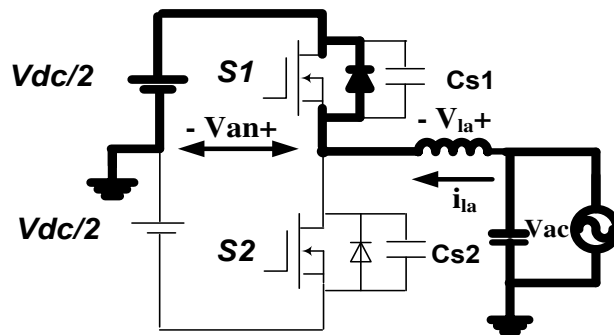 S1
Cs1
Vdc/2
- Van+
- Vla+
ila
Vdc/2
S2
Cs2
Vac